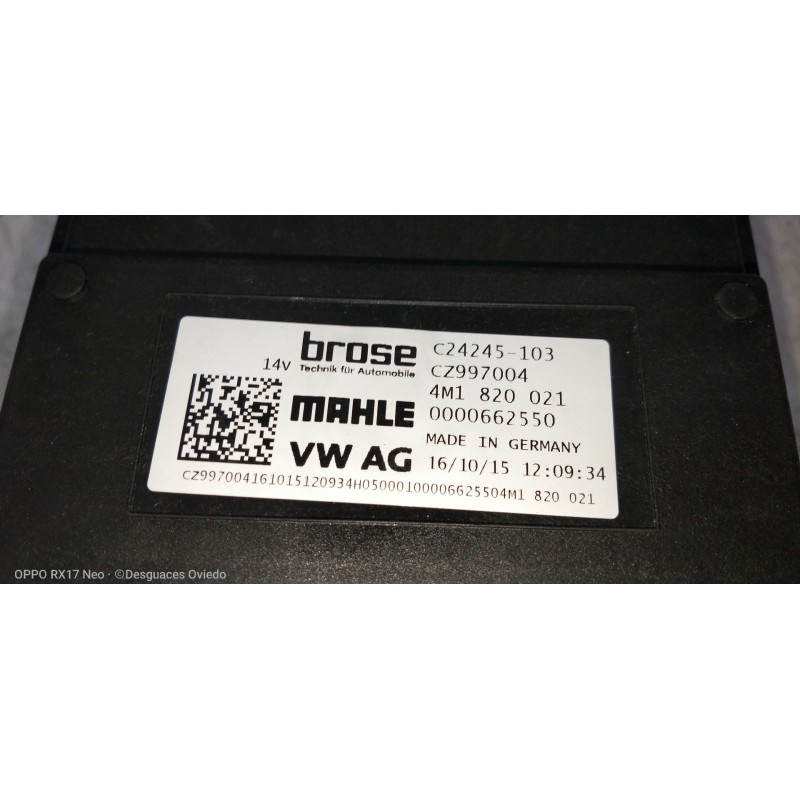 brose C24245-103
14V Technik für Automobile CZ997004
4M1 820 021
MAHLE 0000662550
MADE IN GERMANY
VW AG 16/10/15 12:09:34
CZ997004161015120934H05000100006625504M1 820 021
OPPO RX17 Neo · ©Desguaces Oviedo